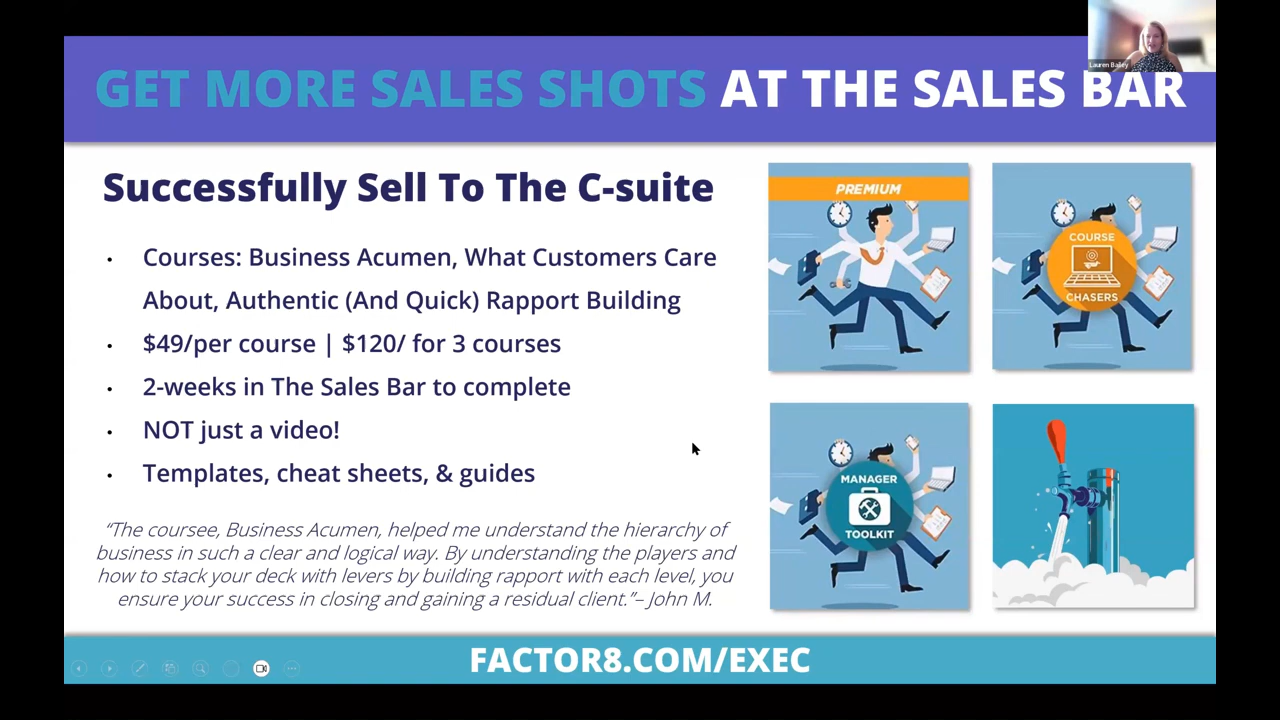 Lauren Bailey
GET MORE SALES SHOTS AT THE SALES BAR
Successfully Sell To The C-suite
• Courses: Business Acumen, What Customers Care
About, Authentic (And Quick) Rapport Building
• $49/per course | $120/ for 3 courses
• 2-weeks in The Sales Bar to complete
• NOT just a video!
• Templates, cheat sheets, & guides
“The coursee, Business Acumen, helped me understand the hierarchy of
business in such a clear and logical way. By understanding the players and
how to stack your deck with levers by building rapport with each level, you
ensure your success in closing and gaining a residual client.”– John M.
PREMIUM
COURSE
CHASERS
MANAGER
TOOLKIT
FACTOR8.COM/EXEC